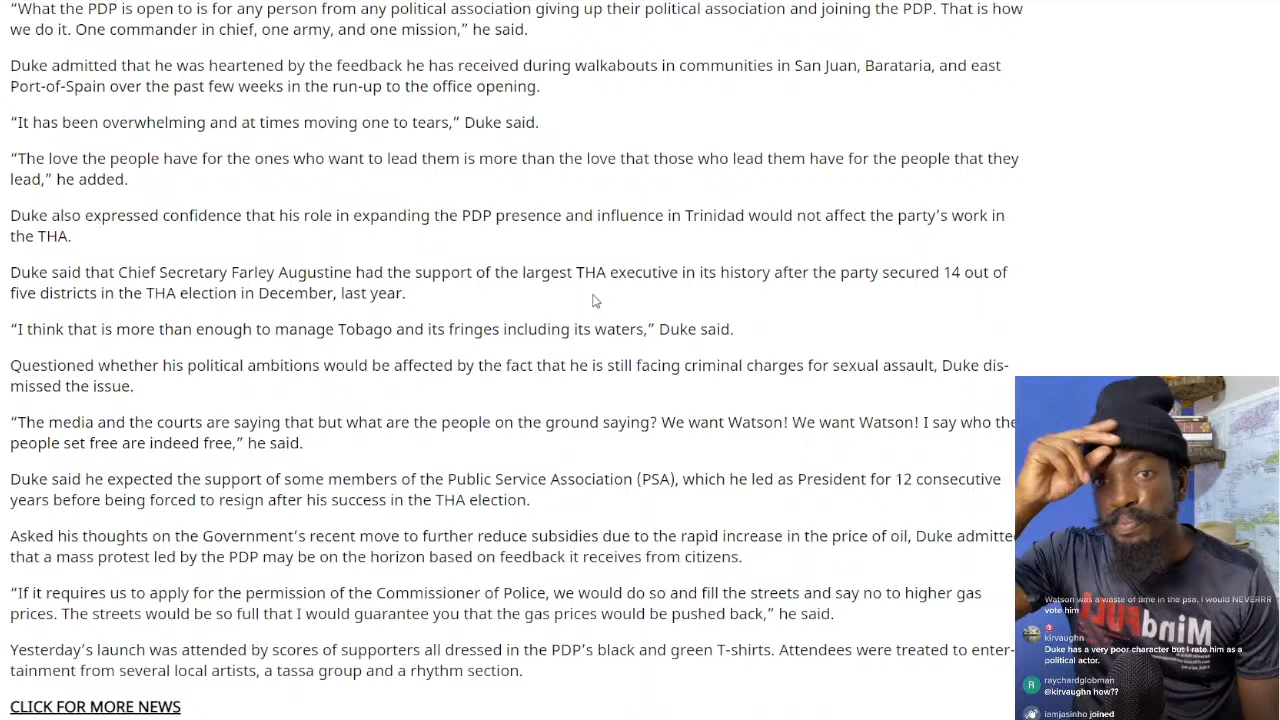 “What the PDP is open to is for any person from any political association giving up their political association and joining the PDP. That is how
we do it. One commander in chief, one army, and one mission,” he said.
Duke admitted that he was heartened by the feedback he has received during walkabouts in communities in San Juan, Barataria, and east
Port-of-Spain over the past few weeks in the run-up to the office opening.
“It has been overwhelming and at times moving one to tears,” Duke said.
“The love the people have for the ones who want to lead them is more than the love that those who lead them have for the people that they
lead,” he added.
Duke also expressed confidence that his role in expanding the PDP presence and influence in Trinidad would not affect the party’s work in
the THA.
Duke said that Chief Secretary Farley Augustine had the support of the largest THA executive in its history after the party secured 14 out of
five districts in the THA election in December, last year.
“I think that is more than enough to manage Tobago and its fringes including its waters,” Duke said.
Questioned whether his political ambitions would be affected by the fact that he is still facing criminal charges for sexual assault, Duke dis-
missed the issue.
“The media and the courts are saying that but what are the people on the ground saying? We want Watson! We want Watson! I say who the
people set free are indeed free,” he said.
Duke said he expected the support of some members of the Public Service Association (PSA), which he led as President for 12 consecutive
years before being forced to resign after his success in the THA election.
Asked his thoughts on the Government’s recent move to further reduce subsidies due to the rapid increase in the price of oil, Duke admitte
that a mass protest led by the PDP may be on the horizon based on feedback it receives from citizens.
“If it requires us to apply for the permission of the Commissioner of Police, we would do so and fill the streets and say no to higher gas
prices. The streets would be so full that I would guarantee you that the gas prices would be pushed back,” he said.
Yesterday’s launch was attended by scores of supporters all dressed in the PDP’s black and green T-shirts. Attendees were treated to enter-
tainment from several local artists, a tassa group and a rhythm section.
CLICK FOR MORE NEWS
Watson was a waste of time in the psa. I would NEVERRR
vote him
kirvaughn
Duke has a very poor character but I rate him as a
political actor.
R
raychardglobman
@kirvaughn how??
iamjasinho joined
Mind